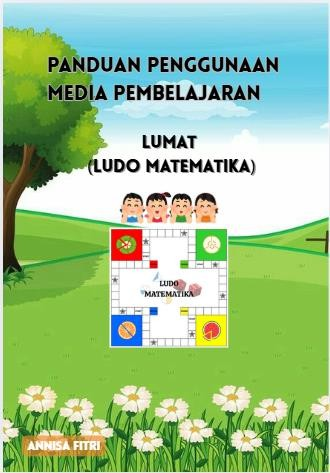 PANDUAN PENGGUNAAN
MEDIA PEMBELAJARAN
LUMAT
(LUDO MATEMATIKA)
LUDO
MATEMATIKA
ANNISA FITRI